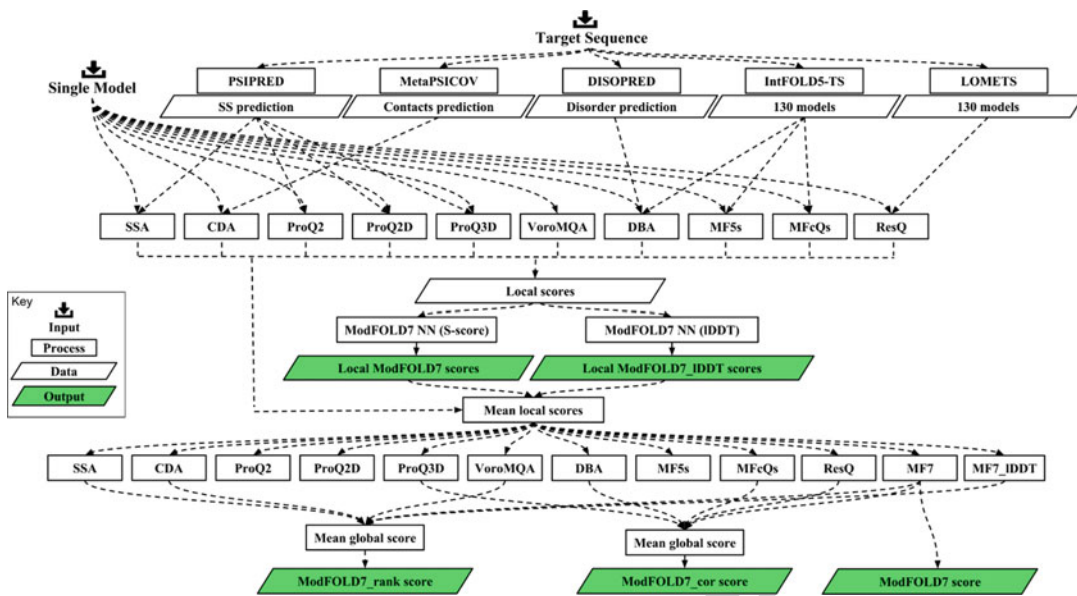 Target Sequence
Single Model
PSIPRED
MetaPSICOV
DISOPRED
IntFOLD5-TS
LOMETS
SS prediction
Contacts prediction
Disorder prediction
130 models
130 models
SSA
CDA
ProQ2
ProQ2D
ProQ3D
VoroMQA
DBA
MF5s
MFcQs
ResQ
Local scores
Key
Input
Process
Data
Output
ModFOLD7 NN (S-score)
ModFOLD7 NN (lDDT)
Local ModFOLD7 scores
Local ModFOLD7_lDDT scores
Mean local scores
SSA
CDA
ProQ2
ProQ2D
ProQ3D
VoroMQA
DBA
MF5s
MFcQs
ResQ
MF7
MF7_lDDT
Mean global score
Mean global score
ModFOLD7_rank score
ModFOLD7_cor score
ModFOLD7 score